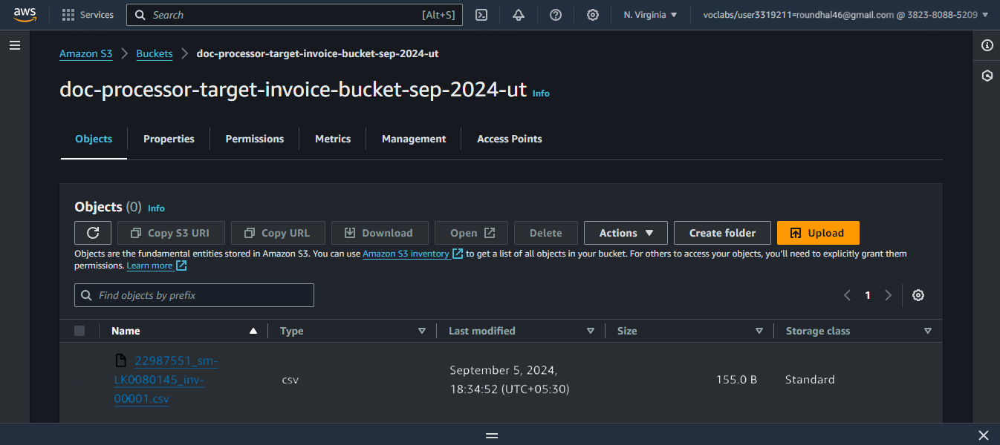 aws Services Search [Alt+S] N. Virginia voclabs/user3319211=roundhal46@gmail.com @ 3823-8088-5209
Amazon S3 Buckets doc-processor-target-invoice-bucket-sep-2024-ut
doc-processor-target-invoice-bucket-sep-2024-ut Info
Objects Properties Permissions Metrics Management Access Points
Objects (0) Info
Copy S3 URI Copy URL Download Open Delete Actions Create folder Upload
Objects are the fundamental entities stored in Amazon S3. You can use Amazon S3 inventory to get a list of all objects in your bucket. For others to access your objects, you'll need to explicitly grant them
permissions. Learn more
Find objects by prefix 1
Name Type Last modified Size Storage class
22987551_sm-
LK0080145_inv-
00001.csv
csv
September 5, 2024,
18:34:52 (UTC+05:30)
155.0 B
Standard